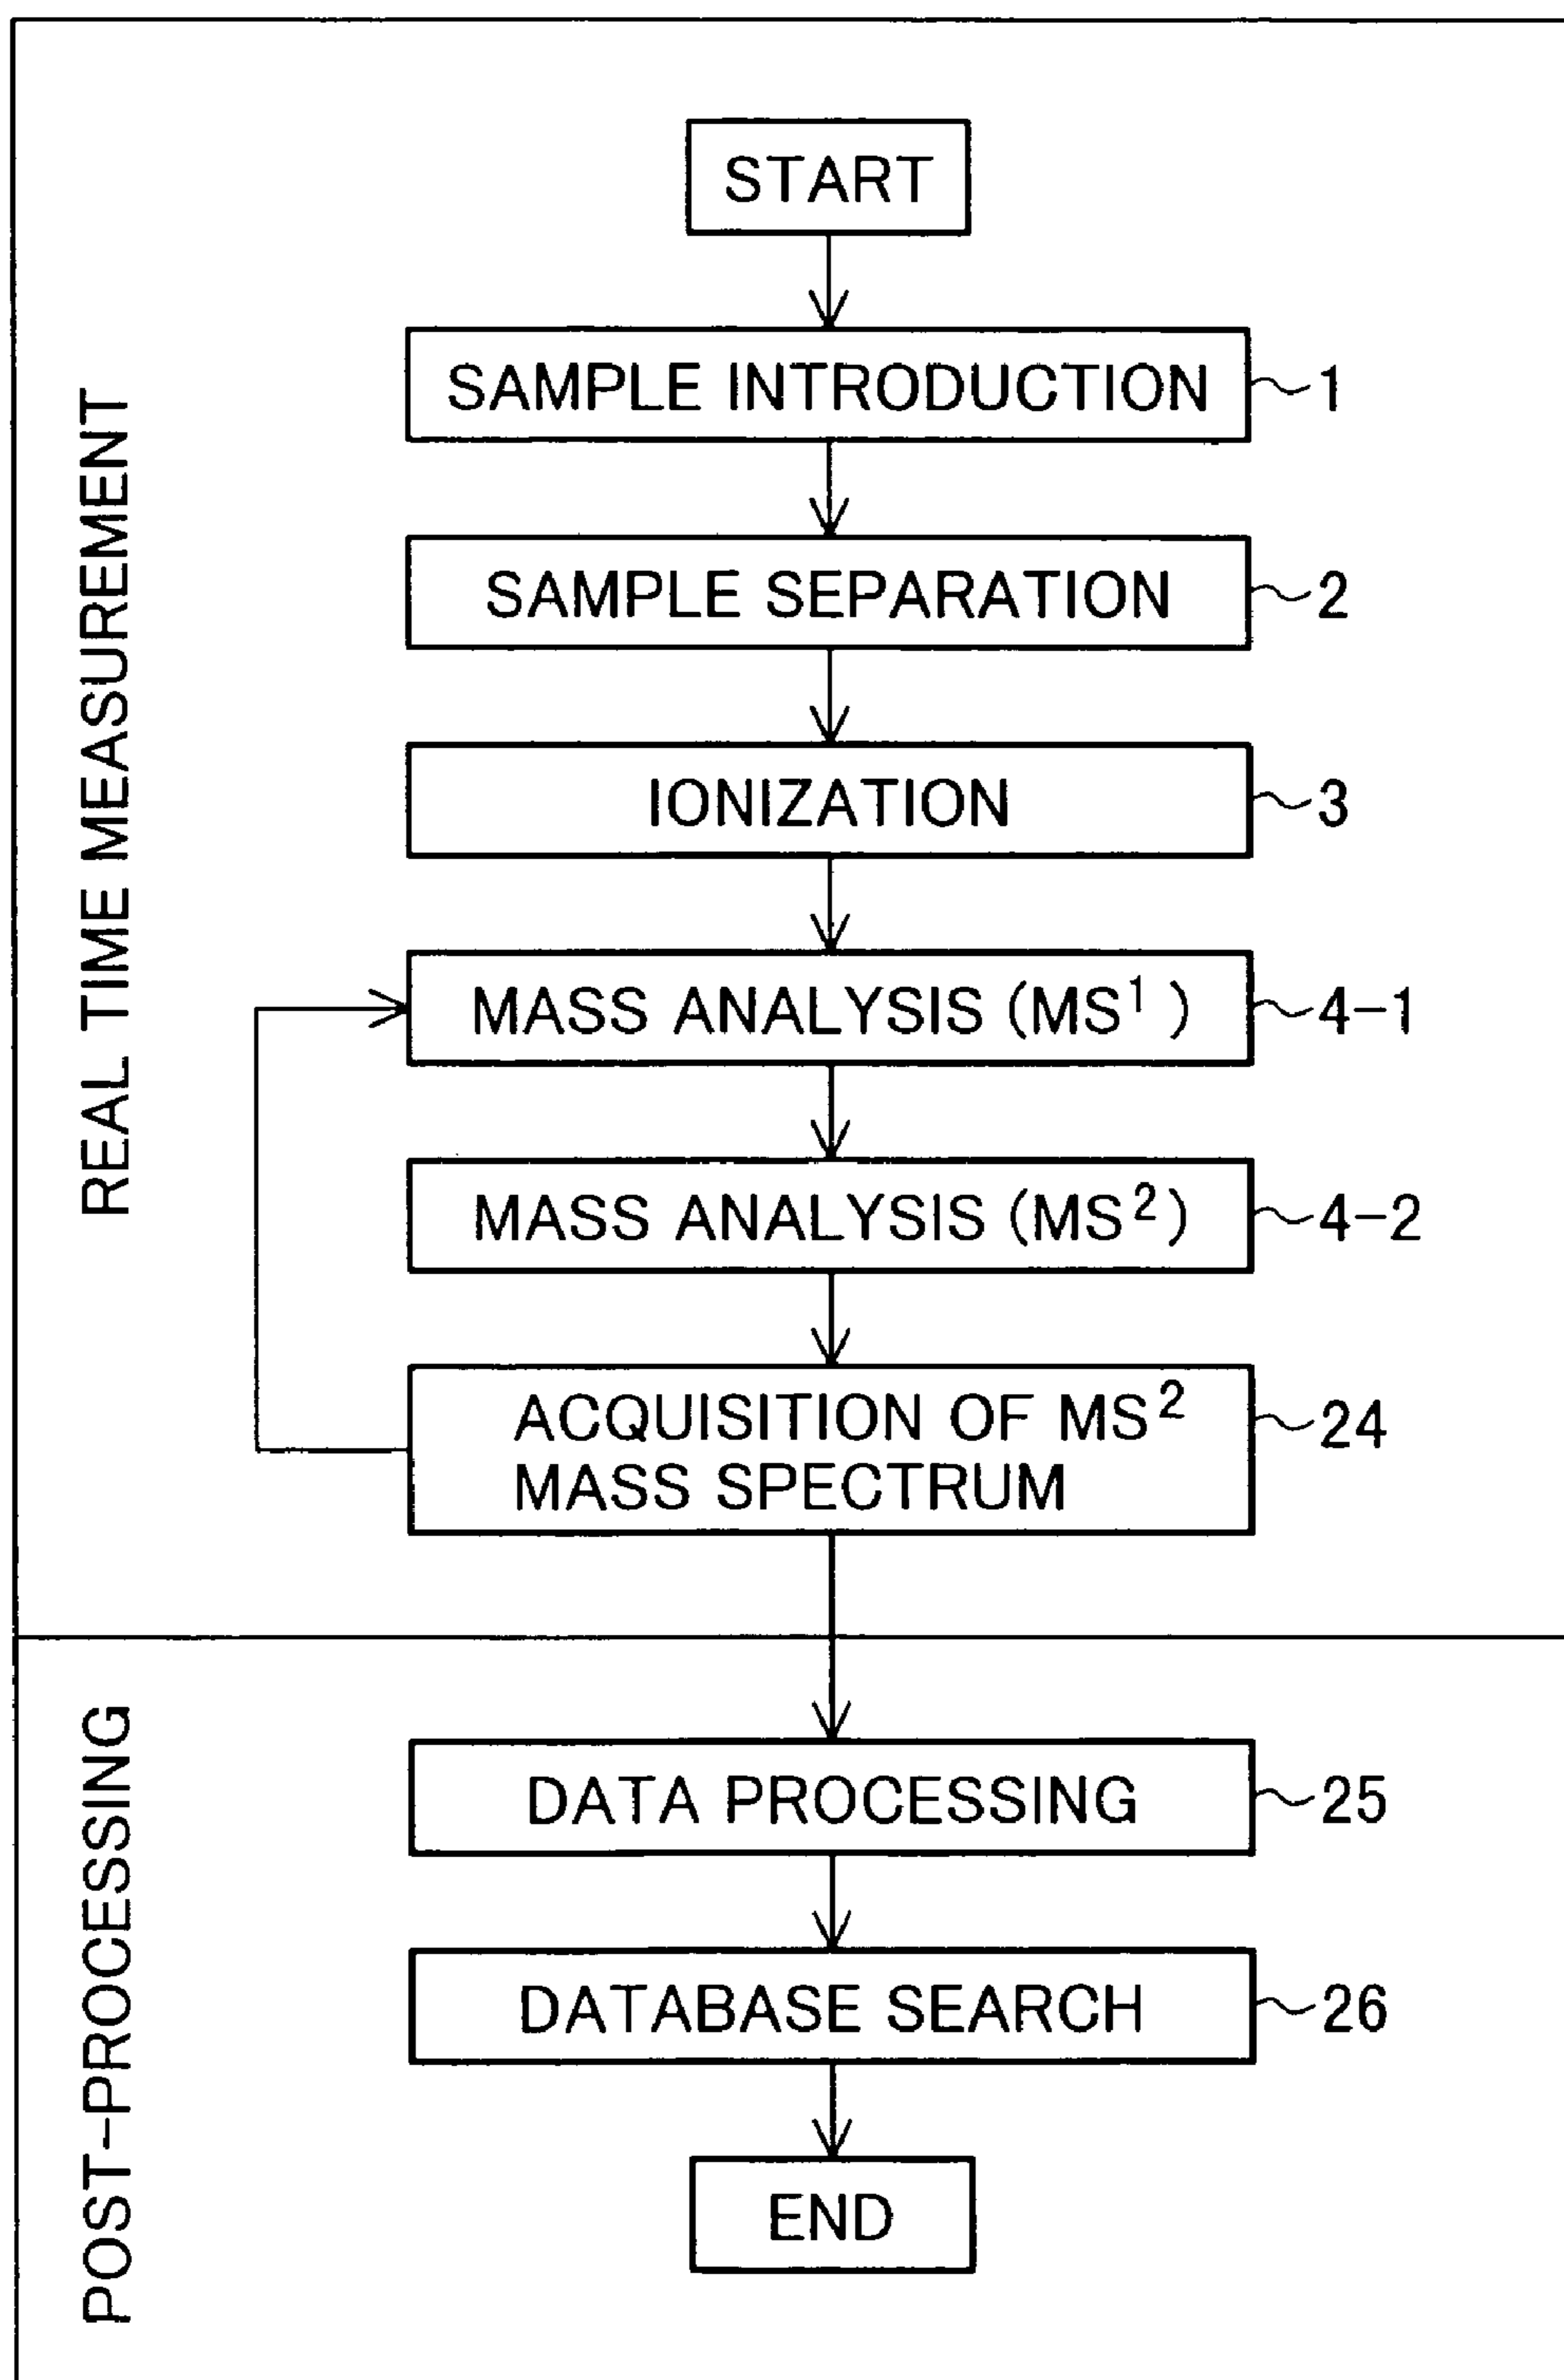 REAL TIME MEASUREMENT
START
SAMPLE INTRODUCTION 1
SAMPLE SEPARATION 2
IONIZATION 3
MASS ANALYSIS (MS¹) 4-1
MASS ANALYSIS (MS²) 4-2
ACQUISITION OF MS² 24
MASS SPECTRUM
POST-PROCESSING
DATA PROCESSING 25
DATABASE SEARCH 26
END